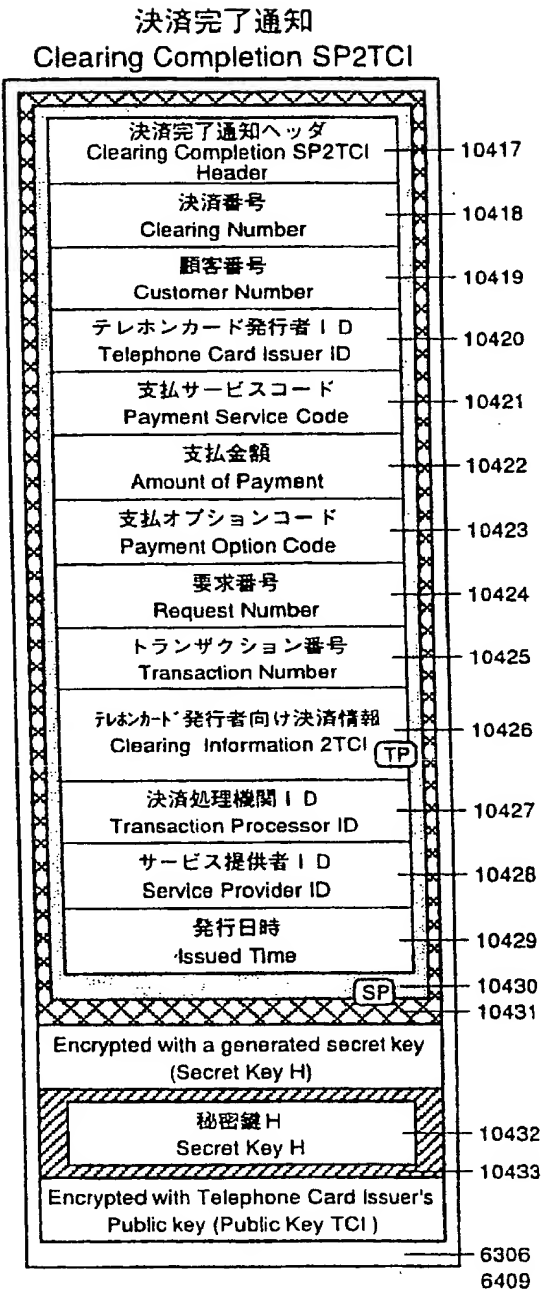 決済完了通知
Clearing Completion SP2TCI
決済完了通知ヘッダ
Clearing Completion SP2TCI
Header
10417
決済番号
Clearing Number
10418
顧客番号
Customer Number
10419
テレホンカード発行者ID
Telephone Card Issuer ID
10420
支払サービスコード
Payment Service Code
10421
支払金額
Amount of Payment
10422
支払オプションコード
Payment Option Code
10423
要求番号
Request Number
10424
トランザクション番号
Transaction Number
10425
テレホンカード発行者向け決済情報
Clearing Information 2TCI
TP
10426
決済処理機関ID
Transaction Processor ID
10427
サービス提供者ID
Service Provider ID
10428
発行日時
Issued Time
10429
SP
10430
10431
Encrypted with a generated secret key
(Secret Key H)
秘密鍵H
Secret Key H
10432
10433
Encrypted with Telephone Card Issuer's
Public key (Public Key TCI )
6306
6409